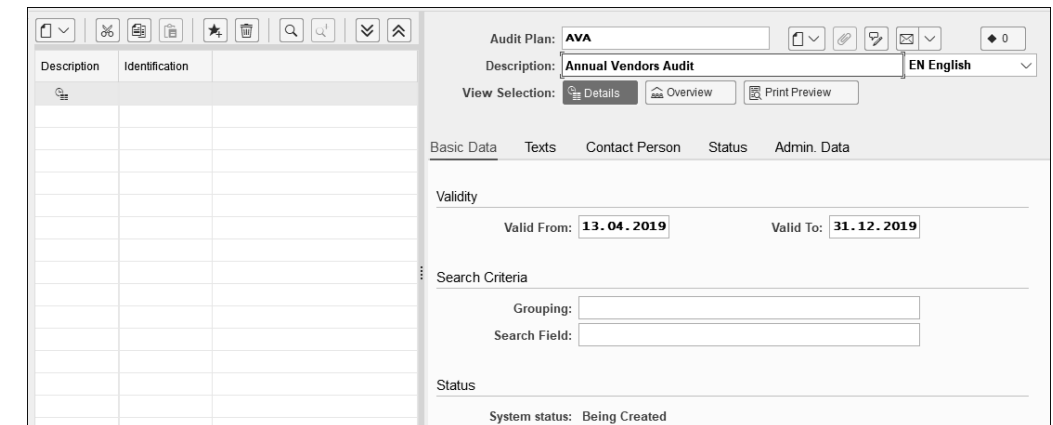 Audit Plan: AVA ◆ 0
Description: Annual Vendors Audit EN English
View Selection: Details Overview Print Preview
Description Identification
Basic Data Texts Contact Person Status Admin. Data
Validity
Valid From: 13.04.2019 Valid To: 31.12.2019
Search Criteria
Grouping:
Search Field:
Status
System status: Being Created